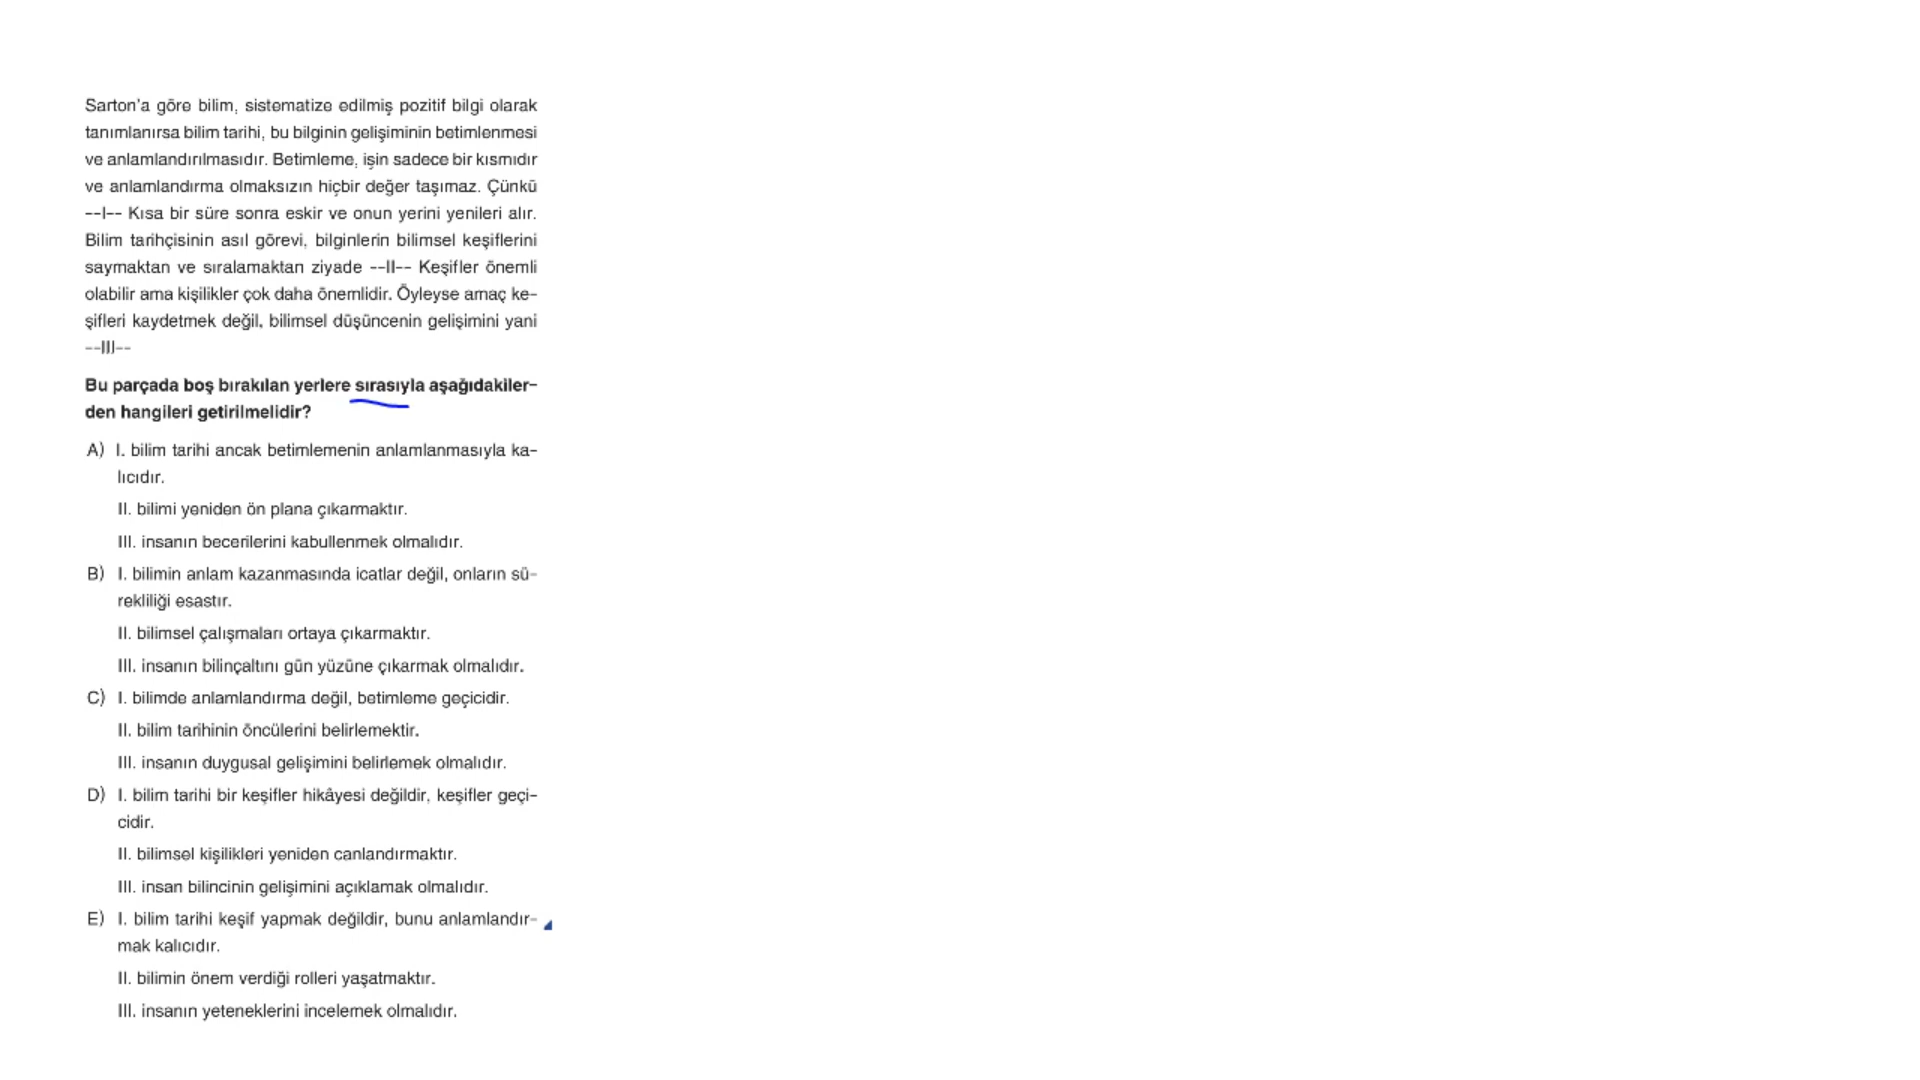 Sarton'a göre bilim, sistematize edilmiş pozitif bilgi olarak
tanımlanırsa bilim tarihi, bu bilginin gelişiminin betimlenmesi
ve anlamlandırılmasıdır. Betimleme, işin sadece bir kısmıdır
ve anlamlandırma olmaksızın hiçbir değer taşımaz. Çünkü
--I-- Kısa bir süre sonra eskir ve onun yerini yenileri alır.
Bilim tarihçisinin asıl görevi, bilginlerin bilimsel keşiflerini
saymaktan ve sıralamaktan ziyade --II-- Keşifler önemli
olabilir ama kişilikler çok daha önemlidir. Öyleyse amaç ke-
şifleri kaydetmek değil, bilimsel düşüncenin gelişimini yani
--III--
Bu parçada boş bırakılan yerlere sırasıyla aşağıdakiler-
den hangileri getirilmelidir?
A) I. bilim tarihi ancak betimlemenin anlamlanmasıyla ka-
lıcıdır.
II. bilimi yeniden ön plana çıkarmaktır.
III. insanın becerilerini kabullenmek olmalıdır.
B) I. bilimin anlam kazanmasında icatlar değil, onların sü-
rekliliği esastır.
II. bilimsel çalışmaları ortaya çıkarmaktır.
III. insanın bilinçaltını gün yüzüne çıkarmak olmalıdır.
C) I. bilimde anlamlandırma değil, betimleme geçicidir.
II. bilim tarihinin öncülerini belirlemektir.
III. insanın duygusal gelişimini belirlemek olmalıdır.
D) I. bilim tarihi bir keşifler hikâyesi değildir, keşifler geçi-
cidir.
II. bilimsel kişilikleri yeniden canlandırmaktır.
III. insan bilincinin gelişimini açıklamak olmalıdır.
E) I. bilim tarihi keşif yapmak değildir, bunu anlamlandır-
mak kalıcıdır.
II. bilimin önem verdiği rolleri yaşatmaktır.
III. insanın yeteneklerini incelemek olmalıdır.